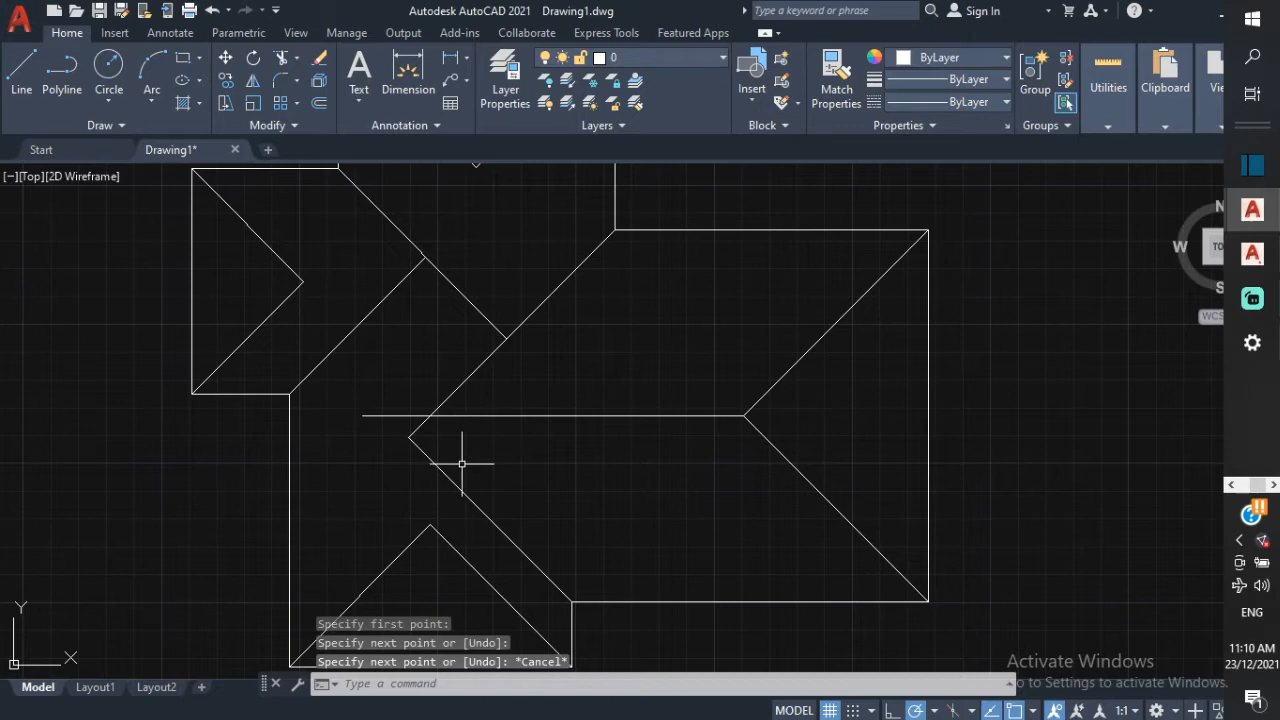 Autodesk AutoCAD 2021 Drawing1.dwg
Type a keyword or phrase
Sign In
Home Insert Annotate Parametric View Manage Output Add-ins Collaborate Express Tools Featured Apps
Line Polyline Circle Arc
Text Dimension
Layer Properties
0
Insert
Match Properties
ByLayer
ByLayer
ByLayer
Group
Utilities
Clipboard
Draw Modify Annotation Layers Block Properties Groups
Start
Drawing1*
[−][Top][2D Wireframe]
N
W
TO
S
WCS
Y
X
Specify first point:
Specify next point or [Undo]:
Specify next point or [Undo]: *Cancel*
Type a command
Activate Windows
o to Settings to activate Windows.
Model Layout1 Layout2 +
MODEL
1:1
ENG
11:10 AM
23/12/2021